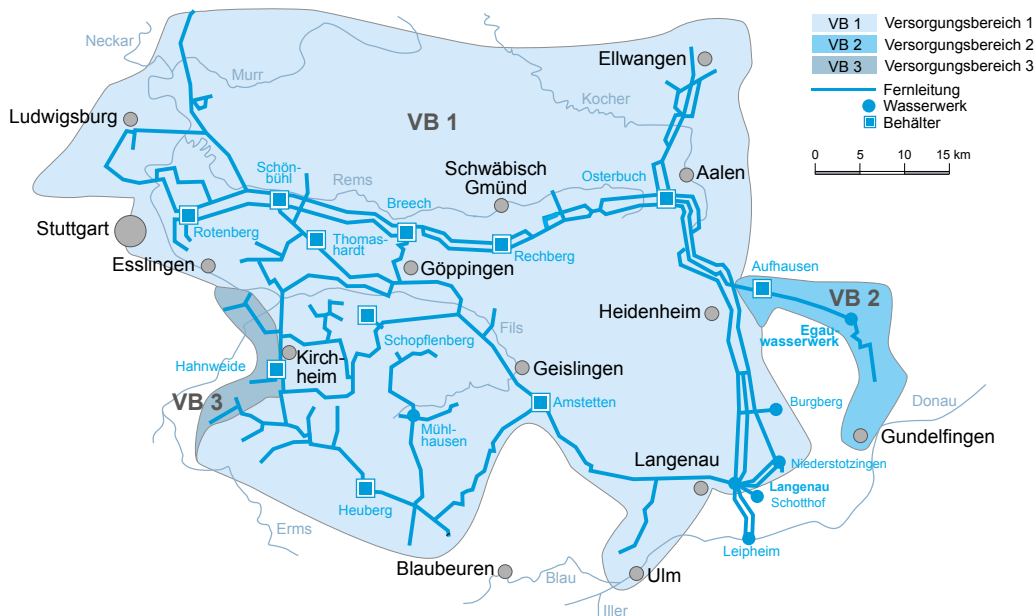 VB 1 Versorgungsbereich 1
VB 2 Versorgungsbereich 2
VB 3 Versorgungsbereich 3
Fernleitung
Wasserwerk
Behälter
0 5 10 15 km
Neckar
Murr
Ellwangen
Kocher
Ludwigsburg
VB 1
Schön-
bühl
Schwäbisch
Gmünd
Osterbuch
Aalen
Rems
Breech
Stuttgart
Rotenberg
Thomas-
hardt
Rechberg
Esslingen
Göppingen
Aufhausen
VB 2
Heidenheim
Fils
Egau-
wasserwerk
Schopflenberg
Kirch-
heim
Hahnweide
Geislingen
VB 3
Amstetten
Burgberg
Donau
Mühl-
hausen
Gundelfingen
Langenau
Niederstotzingen
Langenau
Schotthof
Heuberg
Erms
Leipheim
Blaubeuren
Blau
Ulm
Iller